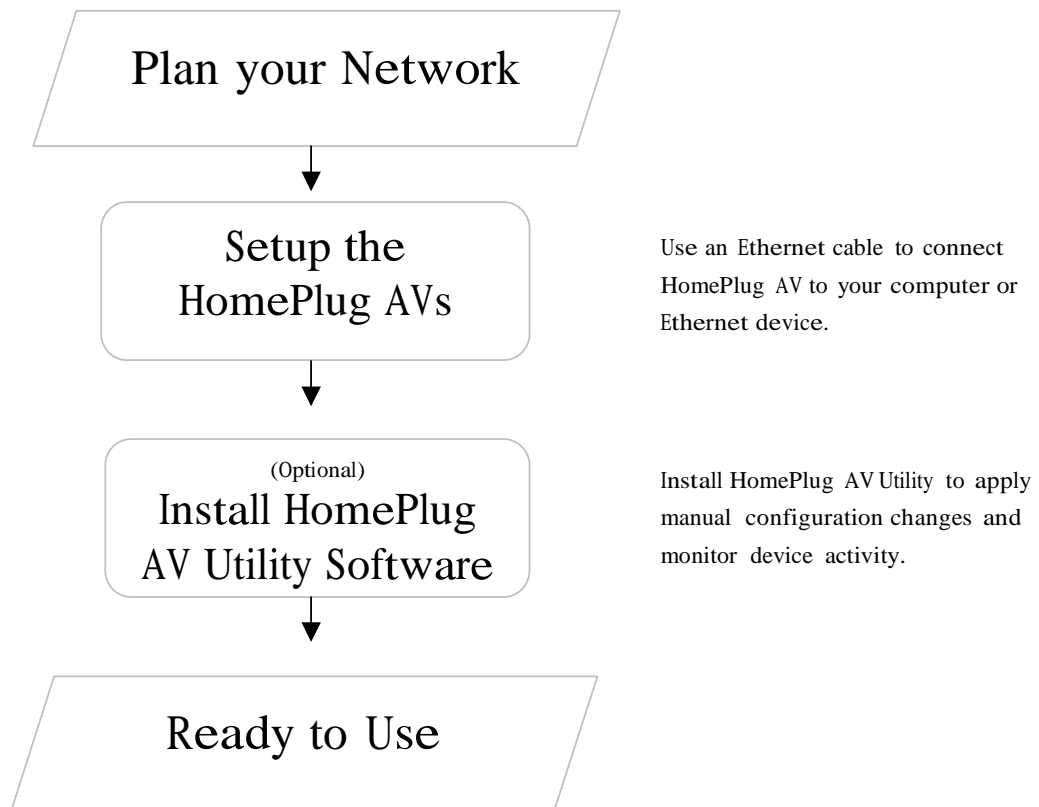 Plan your Network
Setup the
HomePlug AVs
Use an Ethernet cable to connect
HomePlug AV to your computer or
Ethernet device.
(Optional)
Install HomePlug
AV Utility Software
Install HomePlug AV Utility to apply
manual configuration changes and
monitor device activity.
Ready to Use